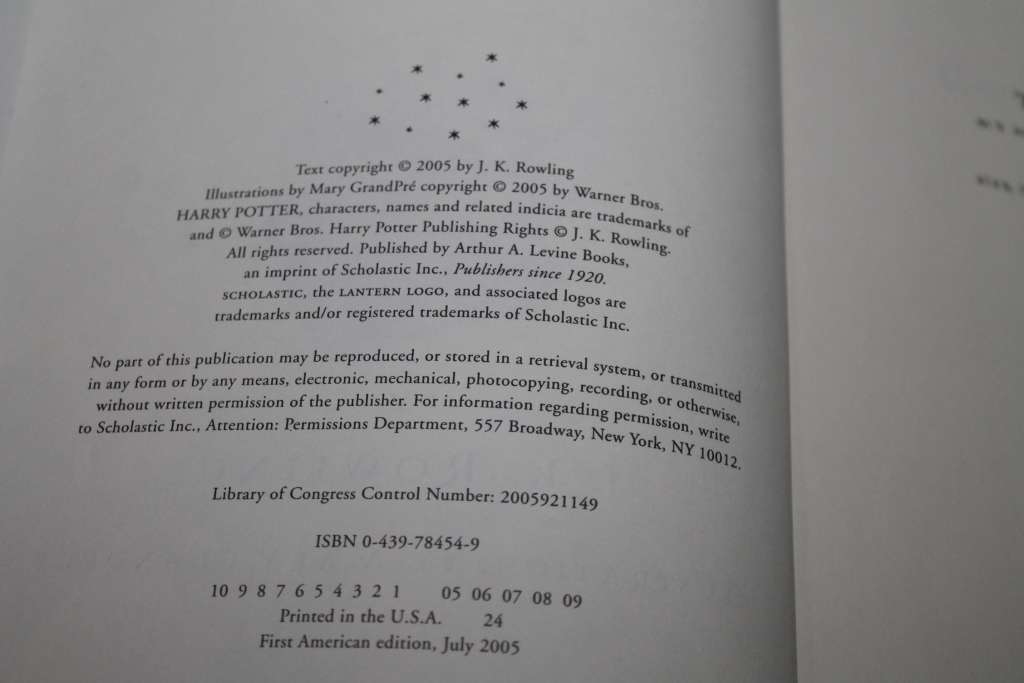 Text copyright © 2005 by J. K. Rowling
Illustrations by Mary GrandPré copyright © 2005 by Warner Bros.
HARRY POTTER, characters, names and related indicia are trademarks of
and © Warner Bros. Harry Potter Publishing Rights © J. K. Rowling.
All rights reserved. Published by Arthur A. Levine Books,
an imprint of Scholastic Inc., Publishers since 1920.
SCHOLASTIC, the LANTERN LOGO, and associated logos are
trademarks and/or registered trademarks of Scholastic Inc.
No part of this publication may be reproduced, or stored in a retrieval system, or transmitted
in any form or by any means, electronic, mechanical, photocopying, recording, or otherwise,
without written permission of the publisher. For information regarding permission, write
to Scholastic Inc., Attention: Permissions Department, 557 Broadway, New York, NY 10012.
Library of Congress Control Number: 2005921149
ISBN 0-439-78454-9
10 9 8 7 6 5 4 3 2 1 05 06 07 08 09
Printed in the U.S.A. 24
First American edition, July 2005